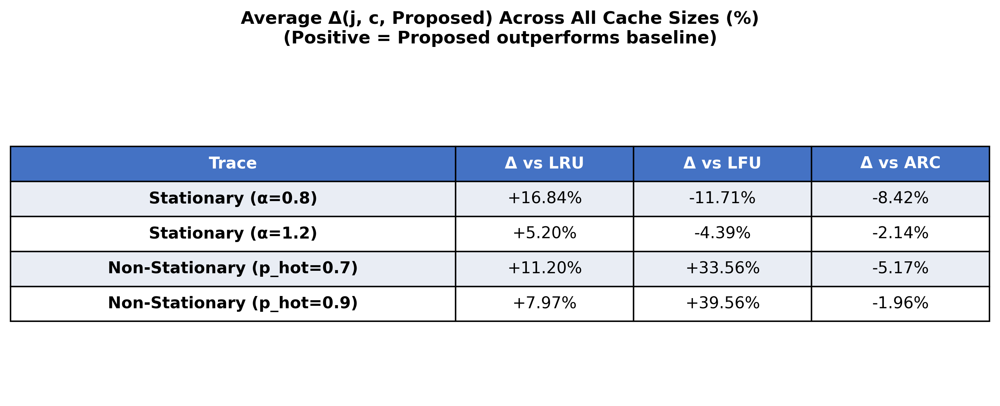 Average Δ(j, c, Proposed) Across All Cache Sizes (%)
(Positive = Proposed outperforms baseline)
Trace Δ vs LRU Δ vs LFU Δ vs ARC
Stationary (α=0.8) +16.84% -11.71% -8.42%
Stationary (α=1.2) +5.20% -4.39% -2.14%
Non-Stationary (p_hot=0.7) +11.20% +33.56% -5.17%
Non-Stationary (p_hot=0.9) +7.97% +39.56% -1.96%